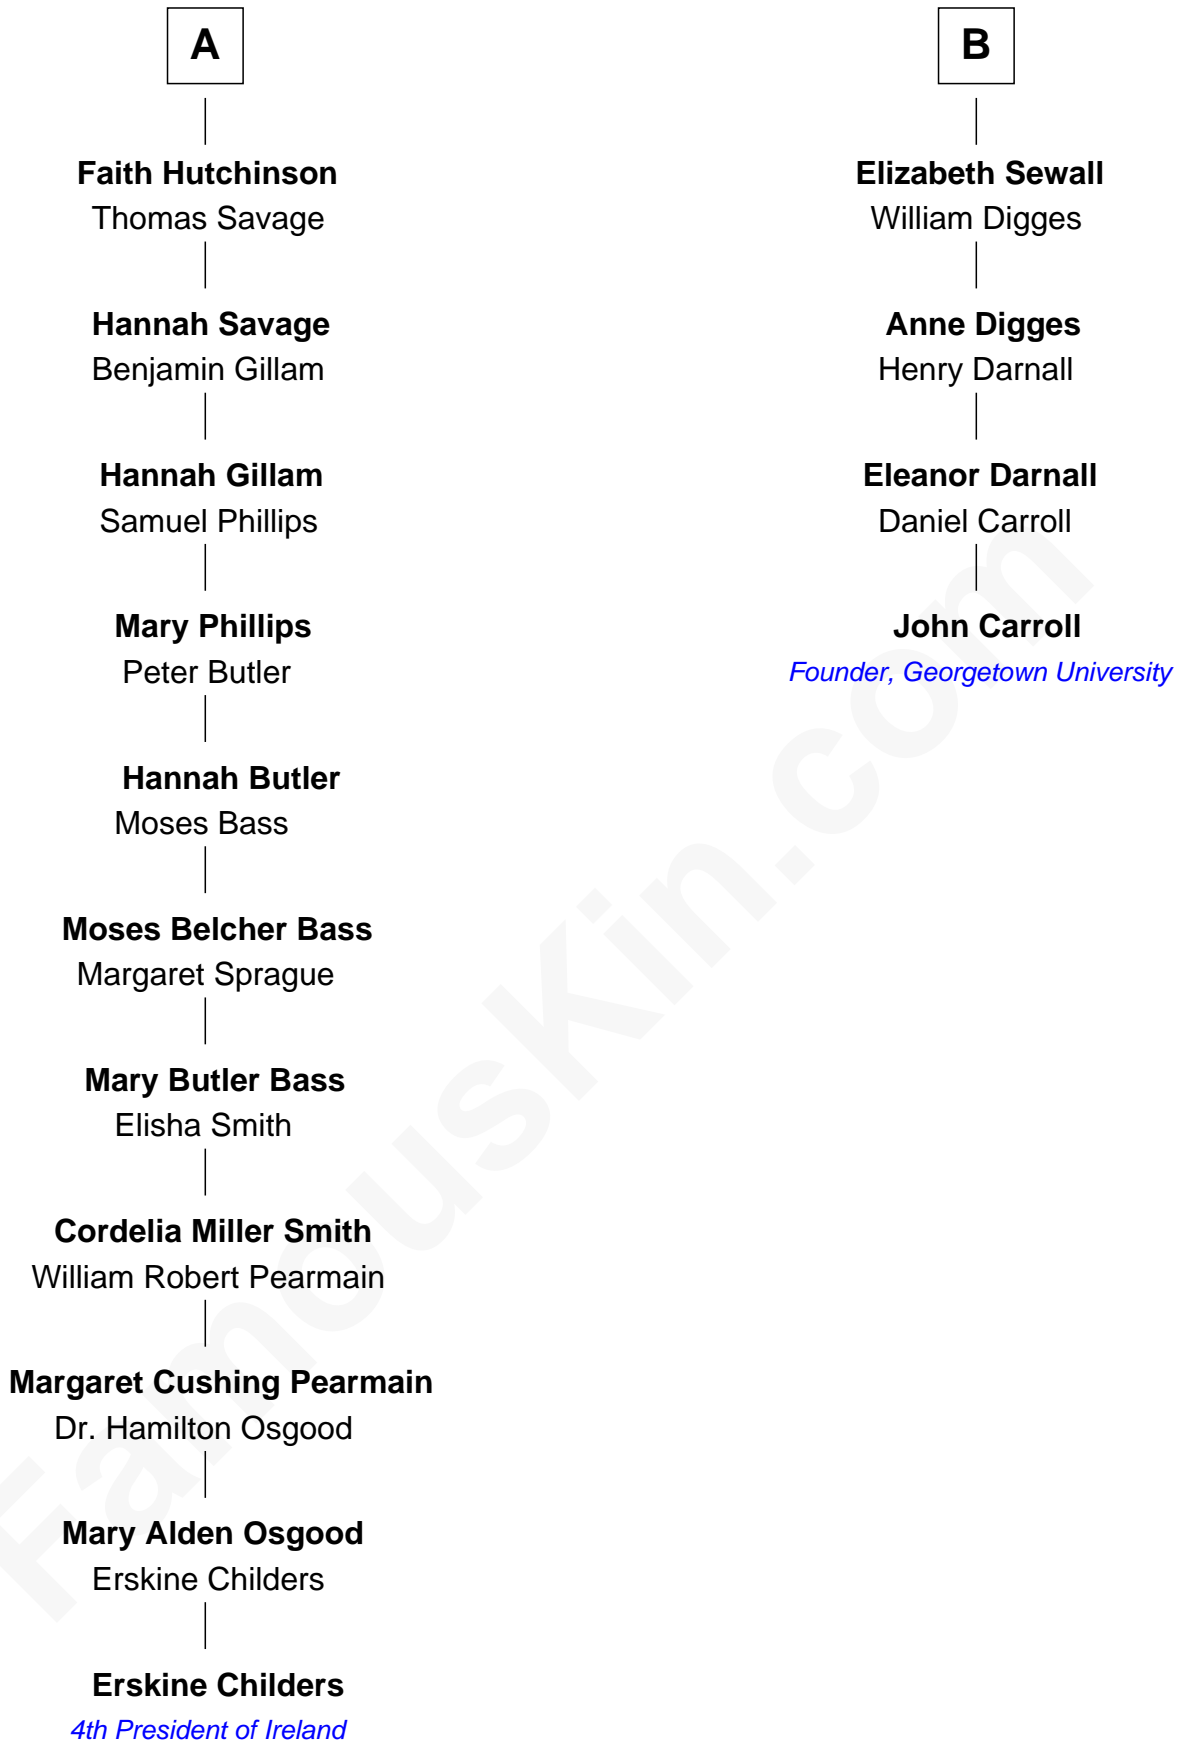 A
Faith Hutchinson
Thomas Savage
Hannah Savage
Benjamin Gillam
Hannah Gillam
Samuel Phillips
Mary Phillips
Peter Butler
Hannah Butler
Moses Bass
Moses Belcher Bass
Margaret Sprague
Mary Butler Bass
Elisha Smith
Cordelia Miller Smith
William Robert Pearmain
Margaret Cushing Pearmain
Dr. Hamilton Osgood
Mary Alden Osgood
Erskine Childers
Erskine Childers
4th President of Ireland
B
Elizabeth Sewall
William Digges
Anne Digges
Henry Darnall
Eleanor Darnall
Daniel Carroll
John Carroll
Founder, Georgetown University
FamousKin.com